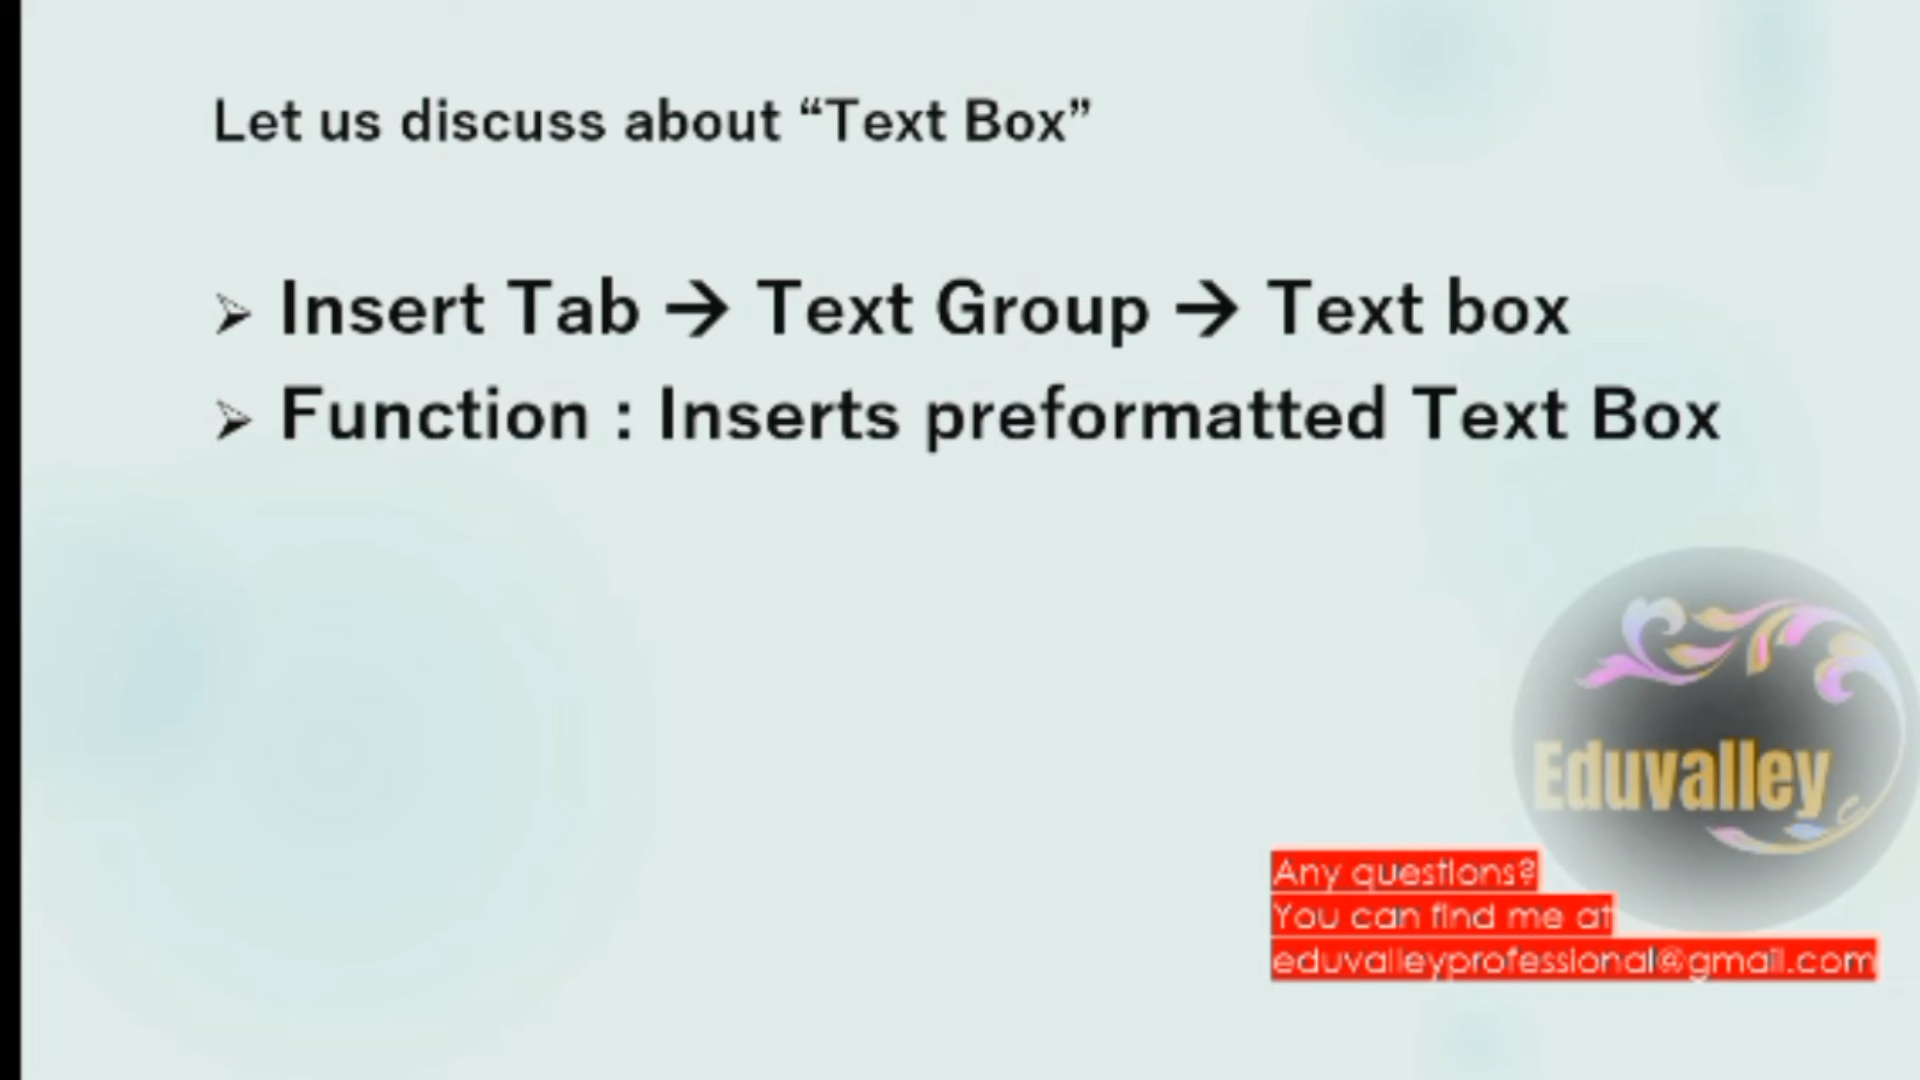 Let us discuss about “Text Box”
➢ Insert Tab → Text Group → Text box
➢ Function : Inserts preformatted Text Box
Eduvalley
Any questions?
You can find me at
eduvalleyprofessional@gmail.com